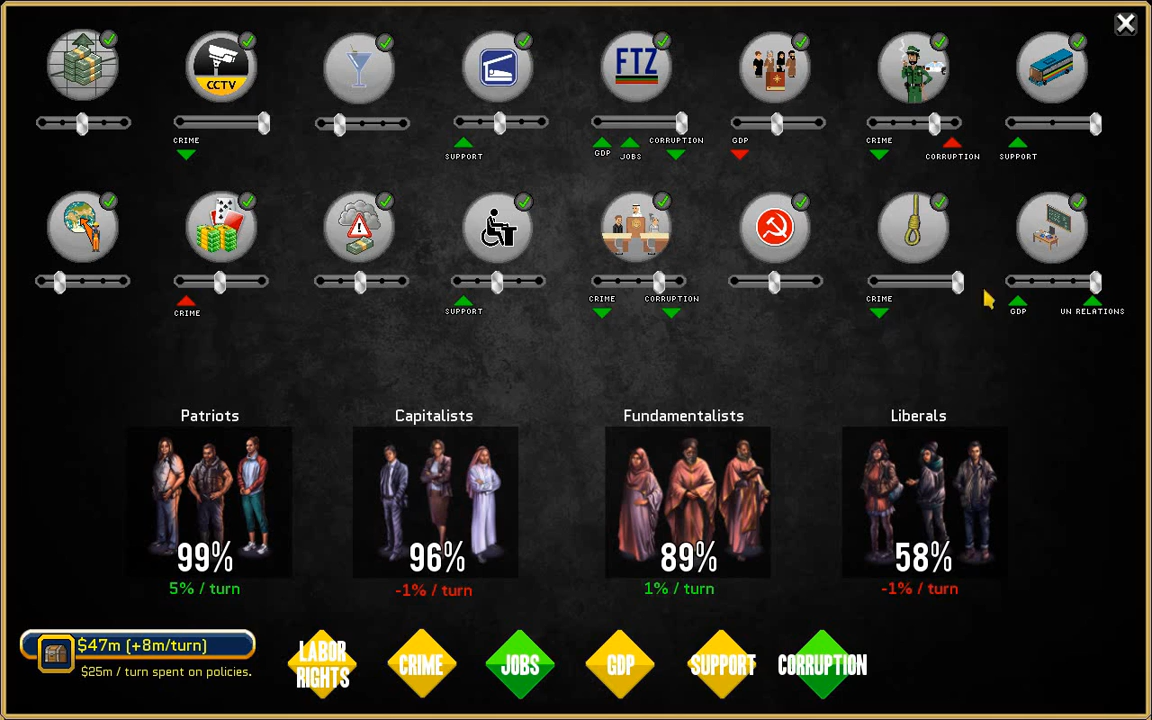 CCTV
FTZ
CRIME
SUPPORT
GDP
JOBS
CORRUPTION
GDP
CRIME
CORRUPTION
SUPPORT
CRIME
SUPPORT
CRIME
CORRUPTION
CRIME
GDP
UN RELATIONS
Patriots
Capitalists
Fundamentalists
Liberals
99%
96%
89%
58%
5% / turn
-1% / turn
1% / turn
-1% / turn
$47m (+8m/turn)
$25m / turn spent on policies.
LABOR
RIGHTS
CRIME
JOBS
GDP
SUPPORT
CORRUPTION